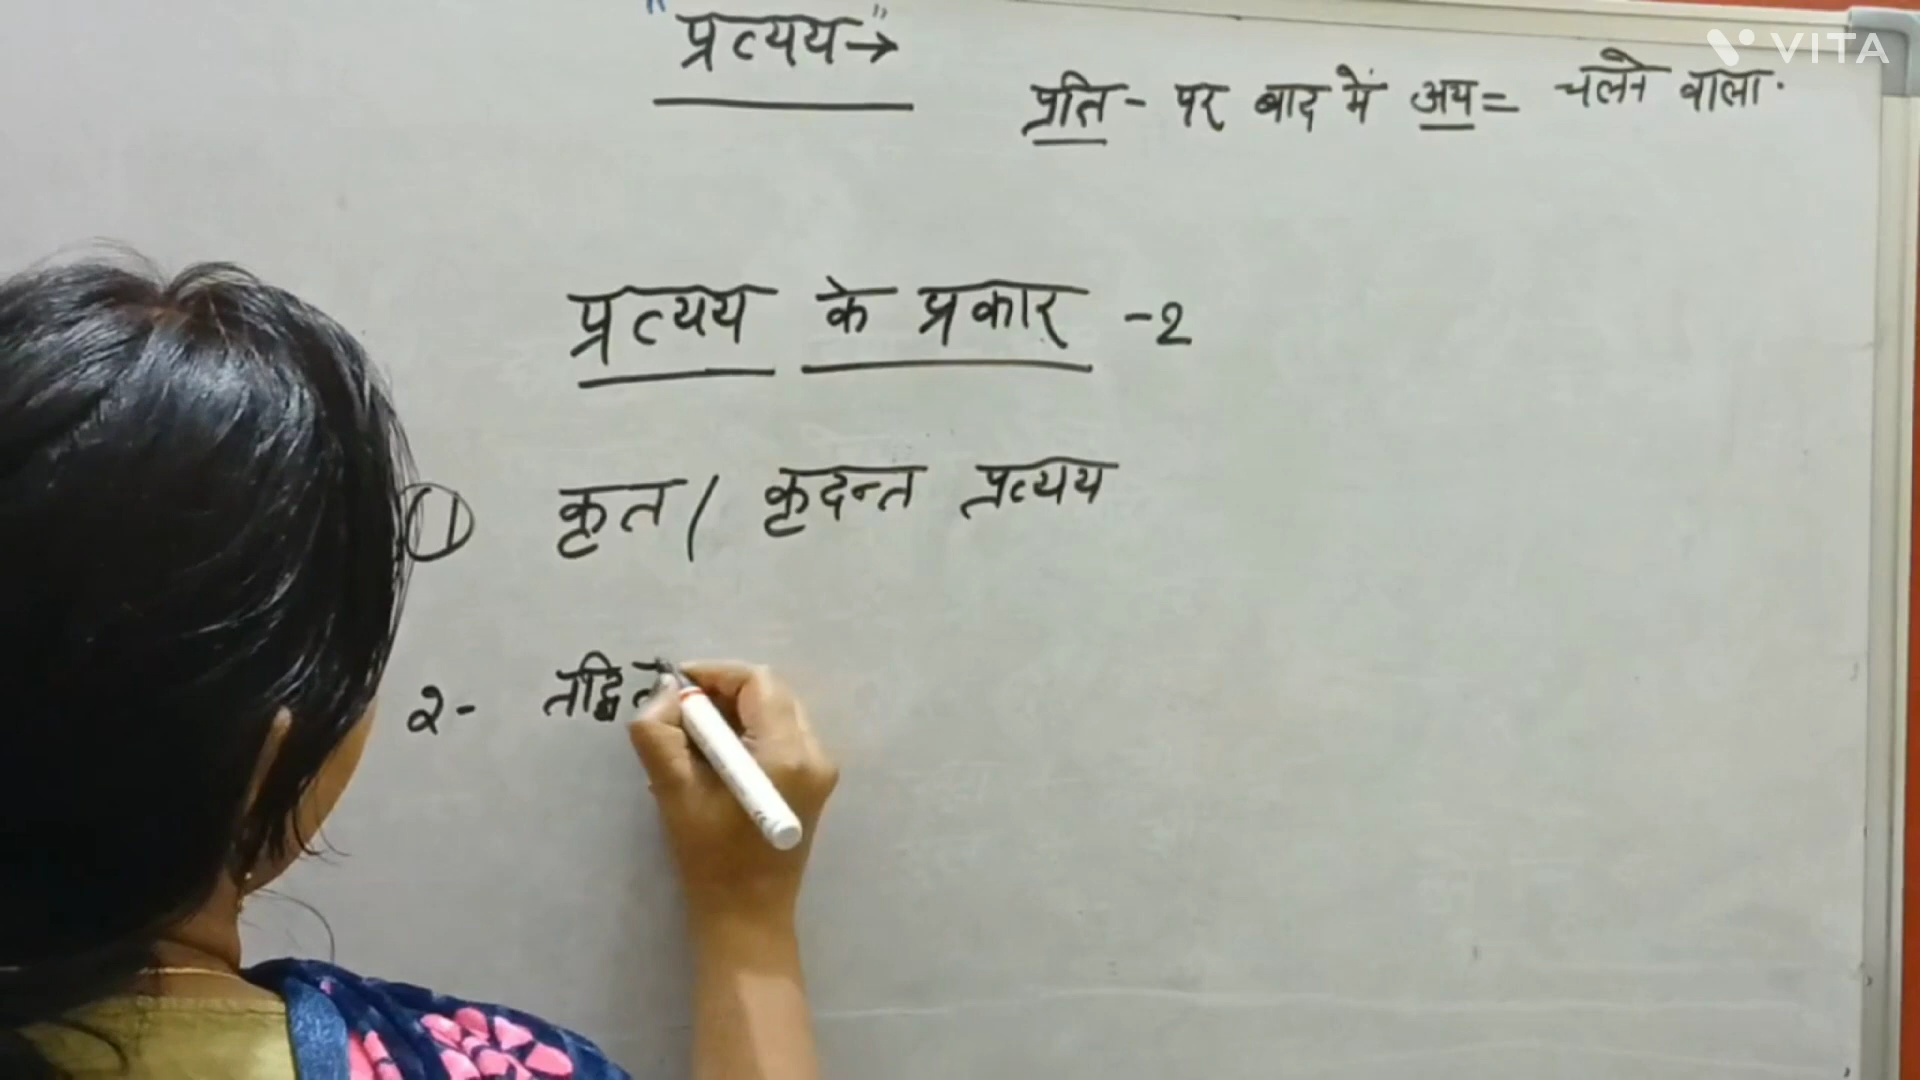 "प्रत्यय" →
VITA
प्रति - पर बाद में अय = चलने वाला.
प्रत्यय के प्रकार -2
① कृत / कृदन्त प्रत्यय
2- तद्धित